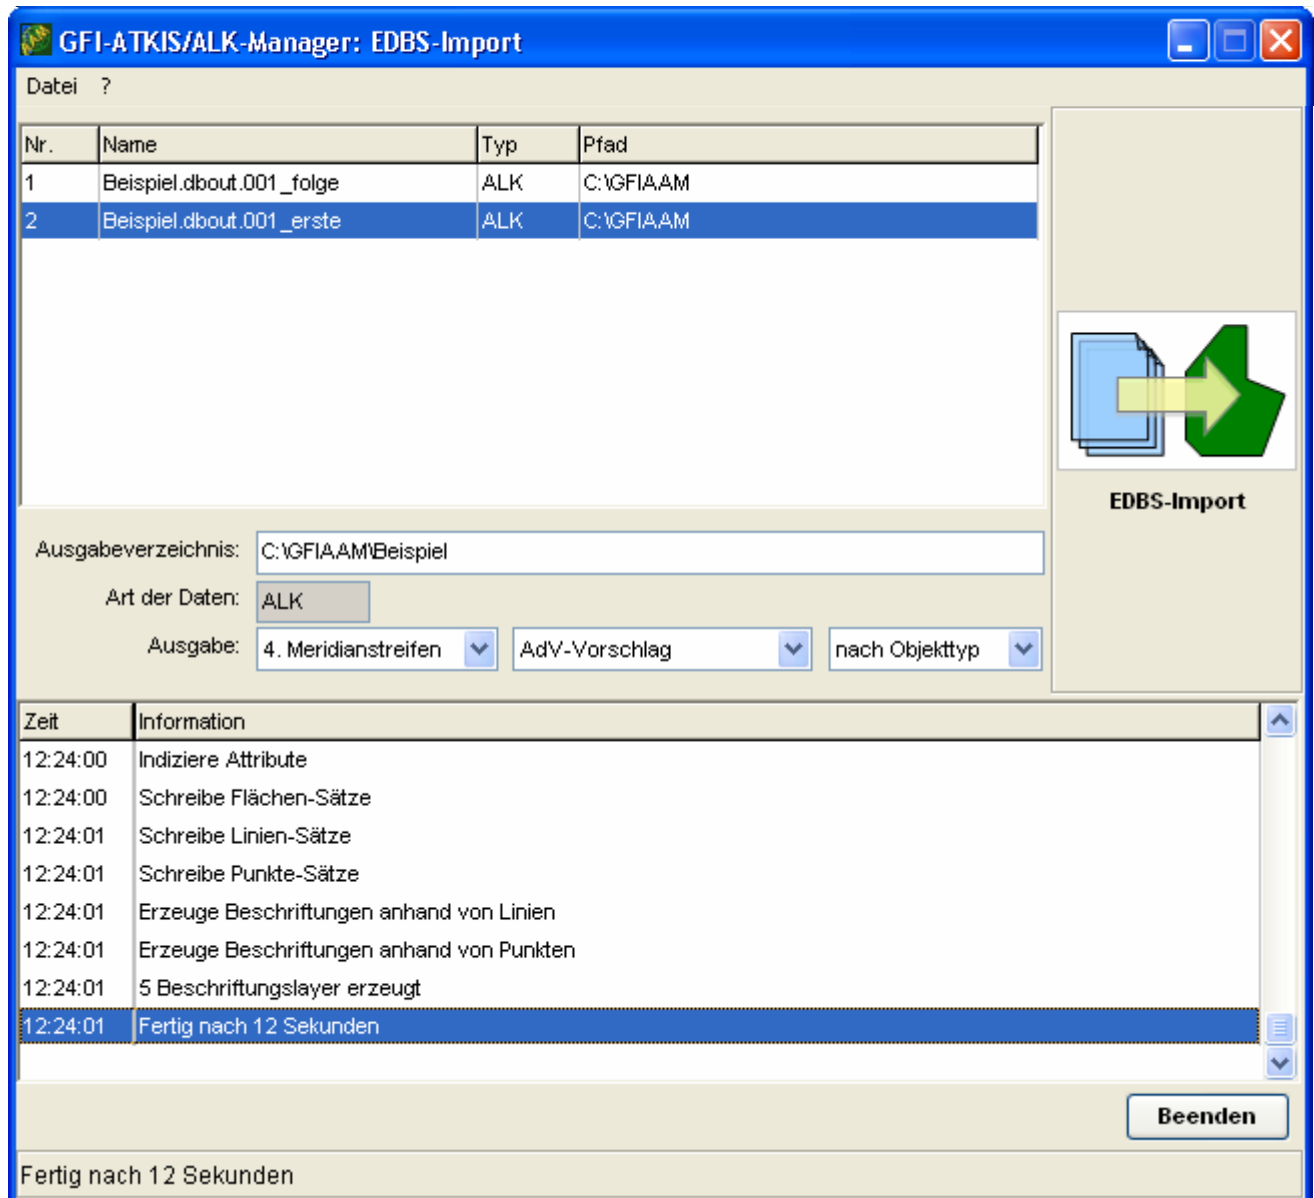 GFI-ATKIS/ALK-Manager: EDBS-Import
Datei ?
Nr. Name Typ Pfad
1 Beispiel.dbout.001_folge ALK C:\GFIAAM
2 Beispiel.dbout.001_erste ALK C:\GFIAAM
EDBS-Import
Ausgabeverzeichnis: C:\GFIAAM\Beispiel
Art der Daten: ALK
Ausgabe: 4. Meridianstreifen AdV-Vorschlag nach Objekttyp
Zeit Information
12:24:00 Indiziere Attribute
12:24:00 Schreibe Flächen-Sätze
12:24:01 Schreibe Linien-Sätze
12:24:01 Schreibe Punkte-Sätze
12:24:01 Erzeuge Beschriftungen anhand von Linien
12:24:01 Erzeuge Beschriftungen anhand von Punkten
12:24:01 5 Beschriftungslayer erzeugt
12:24:01 Fertig nach 12 Sekunden
Beenden
Fertig nach 12 Sekunden